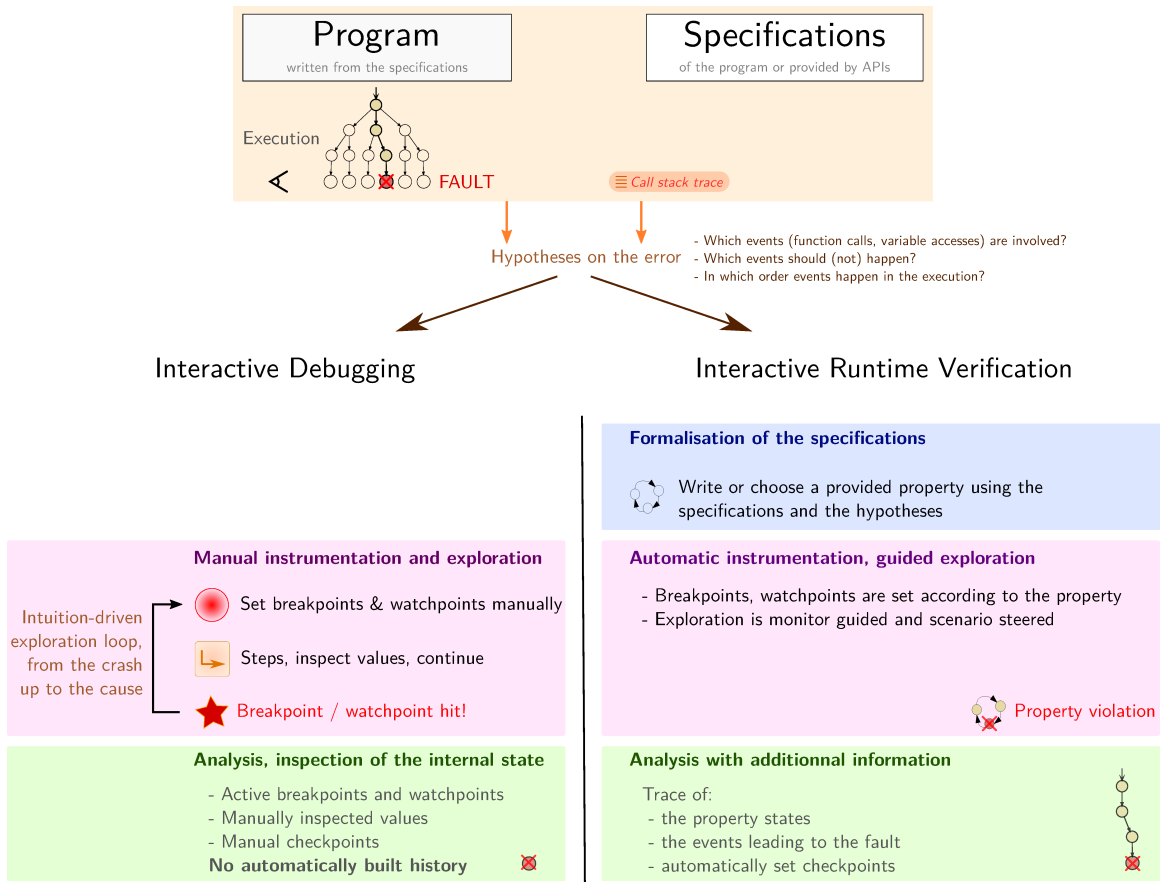 Program
written from the specifications
Specifications
of the program or provided by APIs
Execution
FAULT
Call stack trace
Hypotheses on the error
- Which events (function calls, variable accesses) are involved?
- Which events should (not) happen?
- In which order events happen in the execution?
Interactive Debugging
Interactive Runtime Verification
Formalisation of the specifications
Write or choose a provided property using the
specifications and the hypotheses
Manual instrumentation and exploration
Intuition-driven
exploration loop,
from the crash
up to the cause
Set breakpoints & watchpoints manually
Steps, inspect values, continue
Breakpoint / watchpoint hit!
Automatic instrumentation, guided exploration
- Breakpoints, watchpoints are set according to the property
- Exploration is monitor guided and scenario steered
Property violation
Analysis, inspection of the internal state
- Active breakpoints and watchpoints
- Manually inspected values
- Manual checkpoints
No automatically built history
Analysis with additionnal information
Trace of:
- the property states
- the events leading to the fault
- automatically set checkpoints